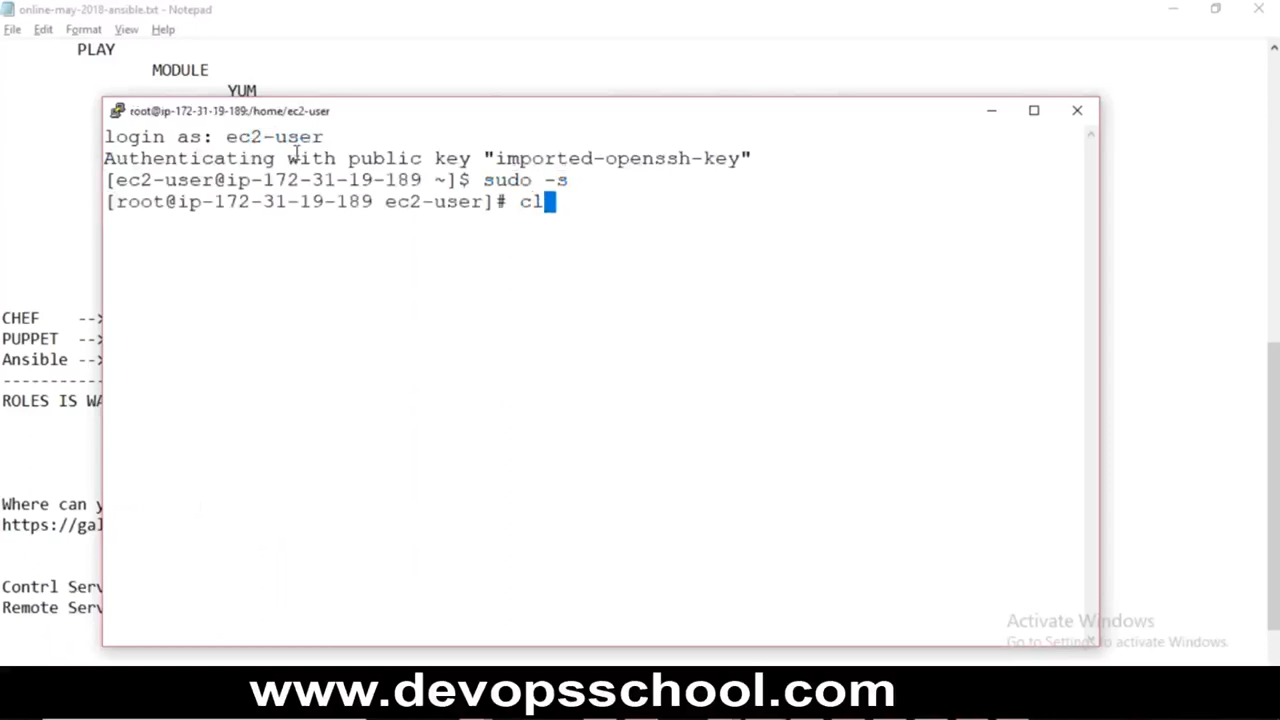 online-may-2018-ansible.txt - Notepad
File Edit Format View Help
PLAY
MODULE
YUM
root@ip-172-31-19-189:/home/ec2-user
login as: ec2-user
Authenticating with public key "imported-openssh-key"
[ec2-user@ip-172-31-19-189 ~]$ sudo -s
[root@ip-172-31-19-189 ec2-user]# cl
CHEF -->
PUPPET -->
Ansible -->
-----------
ROLES IS WA
Where can y
https://gal
Contrl Serv
Remote Serv
Activate Windows
Go to Settings to activate Windows.
www.devopsschool.com